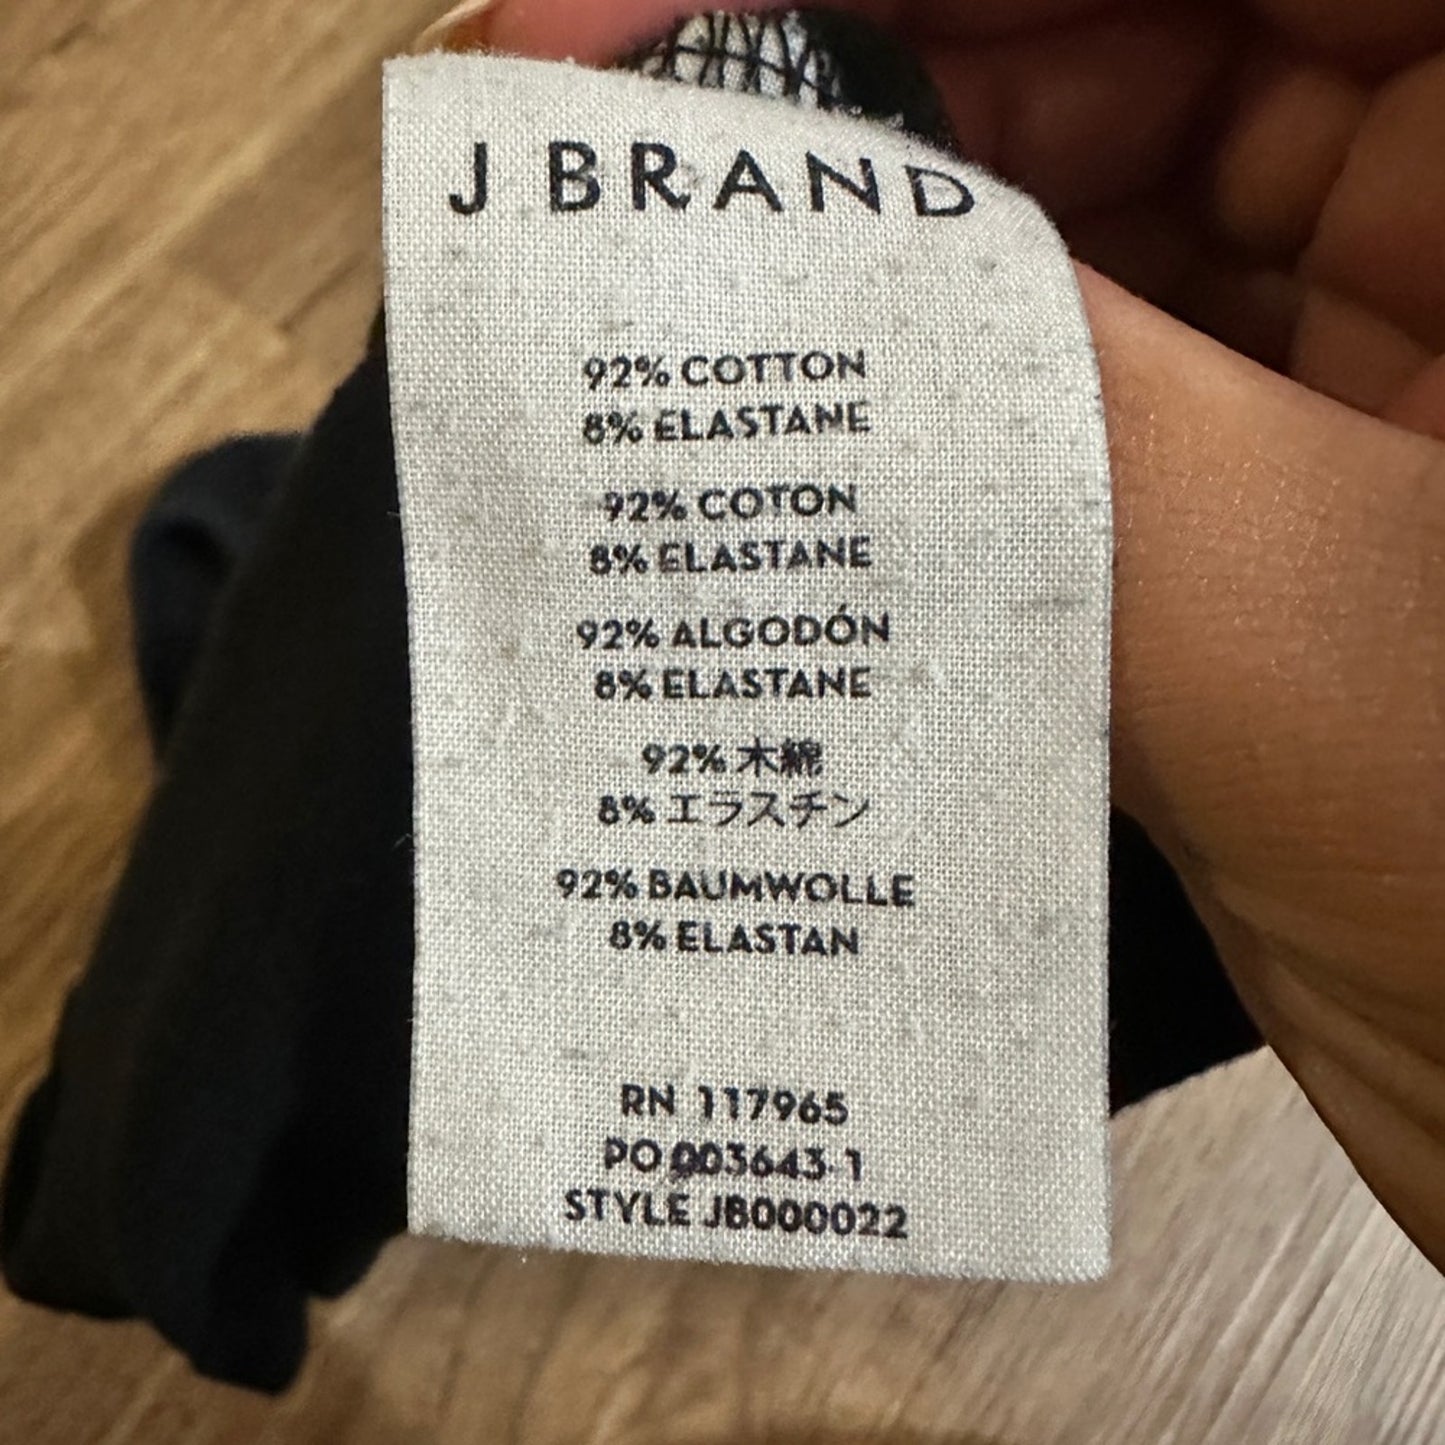 J BRAND
92% COTTON
8% ELASTANE
92% COTON
8% ELASTANE
92% ALGODÓN
8% ELASTANE
92% 木綿
8% エラスチン
92% BAUMWOLLE
8% ELASTAN
RN 117965
PO 003643-1
STYLE JB000022